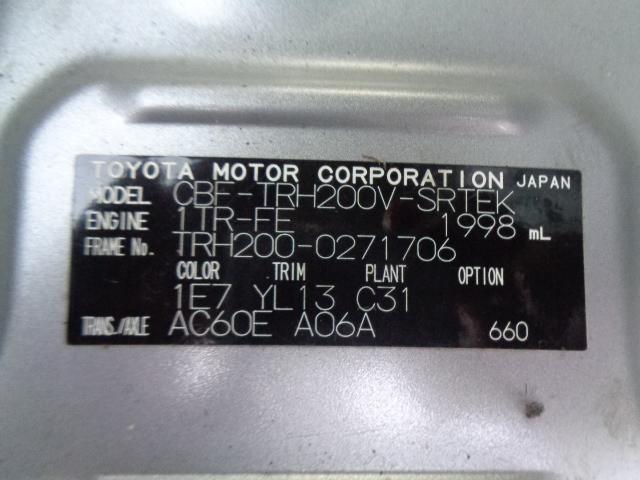 TOYOTA MOTOR CORPORATION JAPAN
MODEL CBF-TRH200V-SRTEK
ENGINE 1TR-FE 1998 mL
FRAME No. TRH200-0271706
COLOR TRIM PLANT OPTION
1E7 YL13 C31
TRANS./AXLE AC60E A06A 660